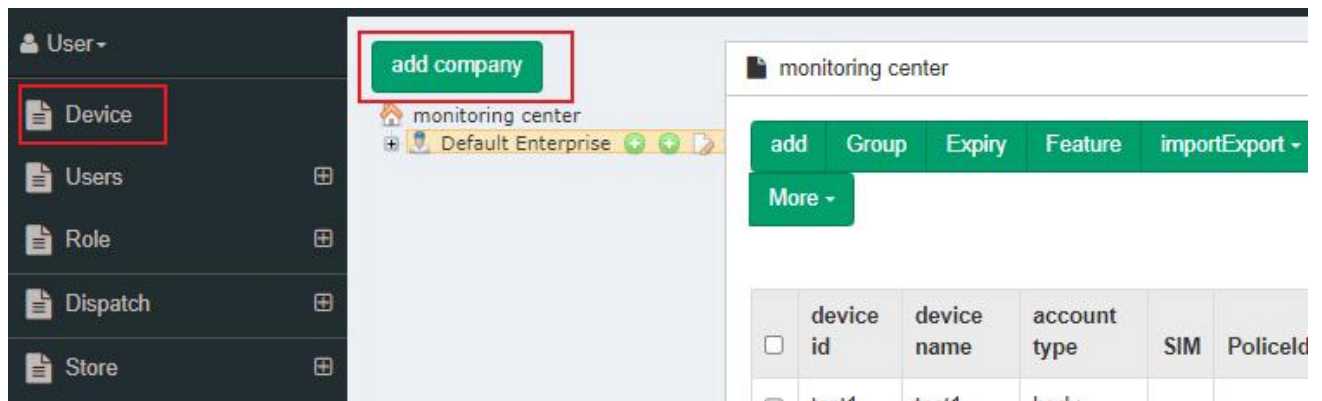 User
Device
Users
Role
Dispatch
Store
add company
monitoring center
Default Enterprise
monitoring center
add Group Expiry Feature importExport
More
device id device name account type SIM PoliceId